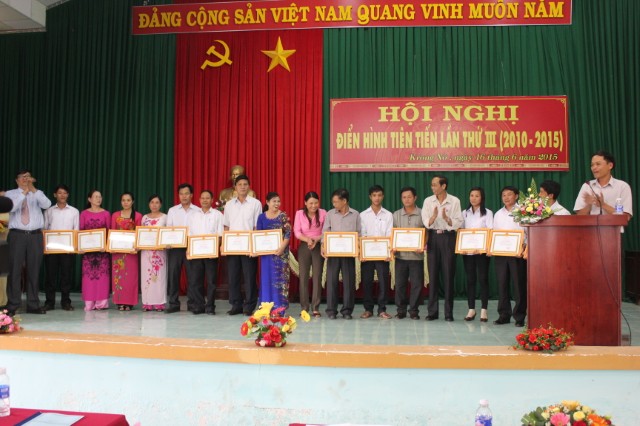 ĐẢNG CỘNG SẢN VIỆT NAM QUANG VINH MUÔN NĂM
HỘI NGHỊ
ĐIỂN HÌNH TIÊN TIẾN LẦN THỨ III (2010-2015)
Krông Nô, ngày 16 tháng 6 năm 2015